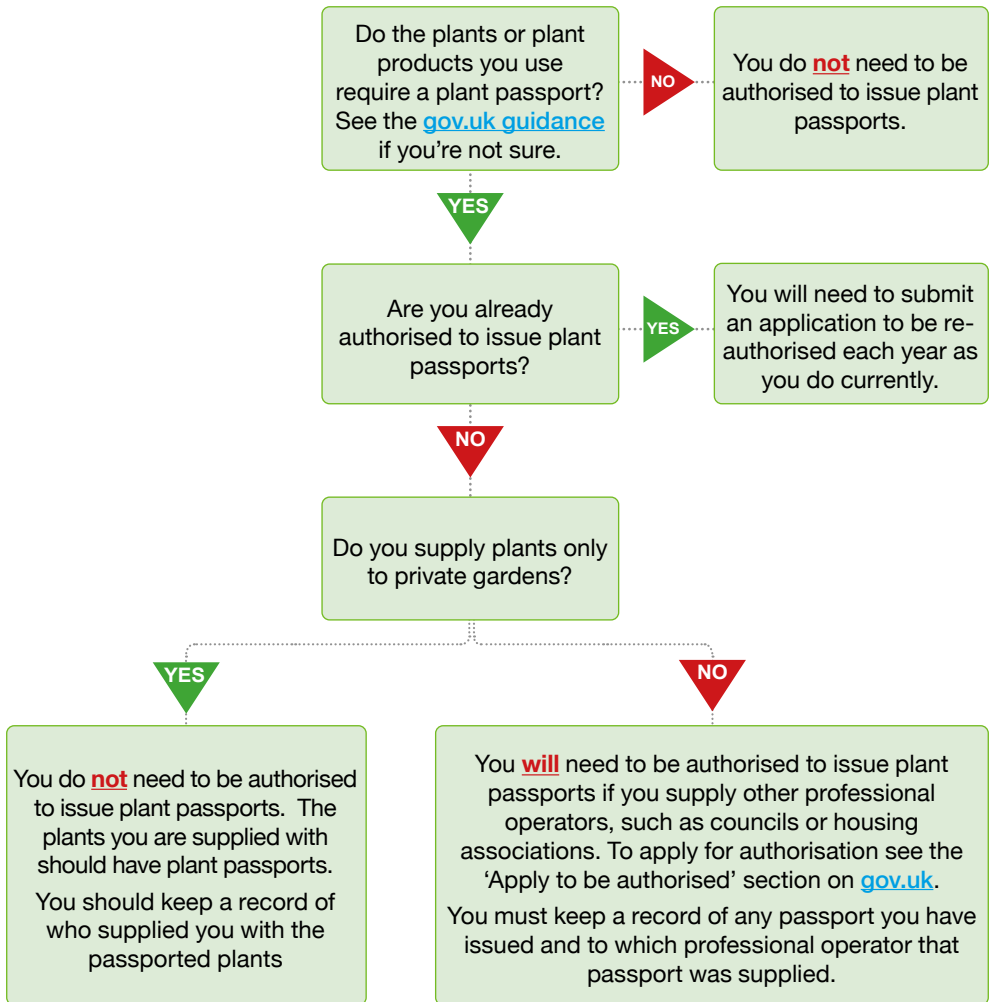 Do the plants or plant
products you use
require a plant passport?
See the gov.uk guidance
if you're not sure.
NO
You do not need to be
authorised to issue plant
passports.
YES
Are you already
authorised to issue plant
passports?
YES
You will need to submit
an application to be re-
authorised each year as
you do currently.
NO
Do you supply plants only
to private gardens?
YES
You do not need to be authorised
to issue plant passports.  The
plants you are supplied with
should have plant passports.
You should keep a record of
who supplied you with the
passported plants
NO
You will need to be authorised to issue plant
passports if you supply other professional
operators, such as councils or housing
associations. To apply for authorisation see the
‘Apply to be authorised’ section on gov.uk.
You must keep a record of any passport you have
issued and to which professional operator that
passport was supplied.